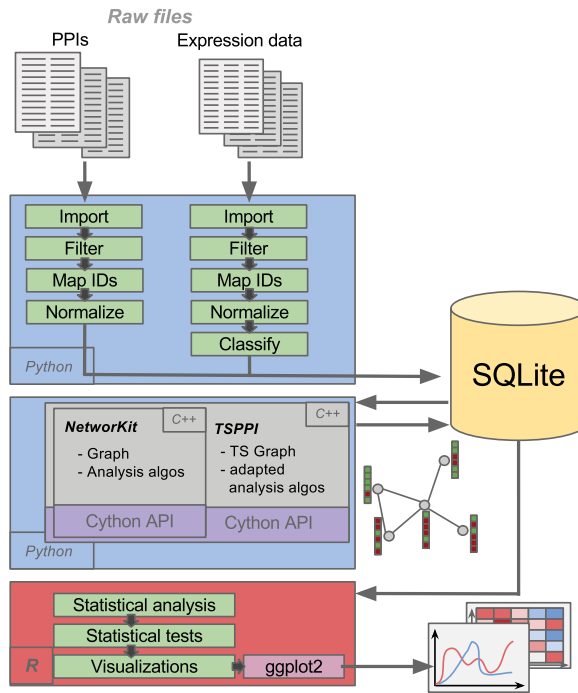 Raw files
PPIs
Expression data
Import
Filter
Map IDs
Normalize
Import
Filter
Map IDs
Normalize
Classify
Python
SQLite
C++
NetworKit
- Graph
- Analysis algos
Cython API
C++
TSPPI
- TS Graph
- adapted
analysis algos
Cython API
Python
Statistical analysis
Statistical tests
Visualizations
ggplot2
R